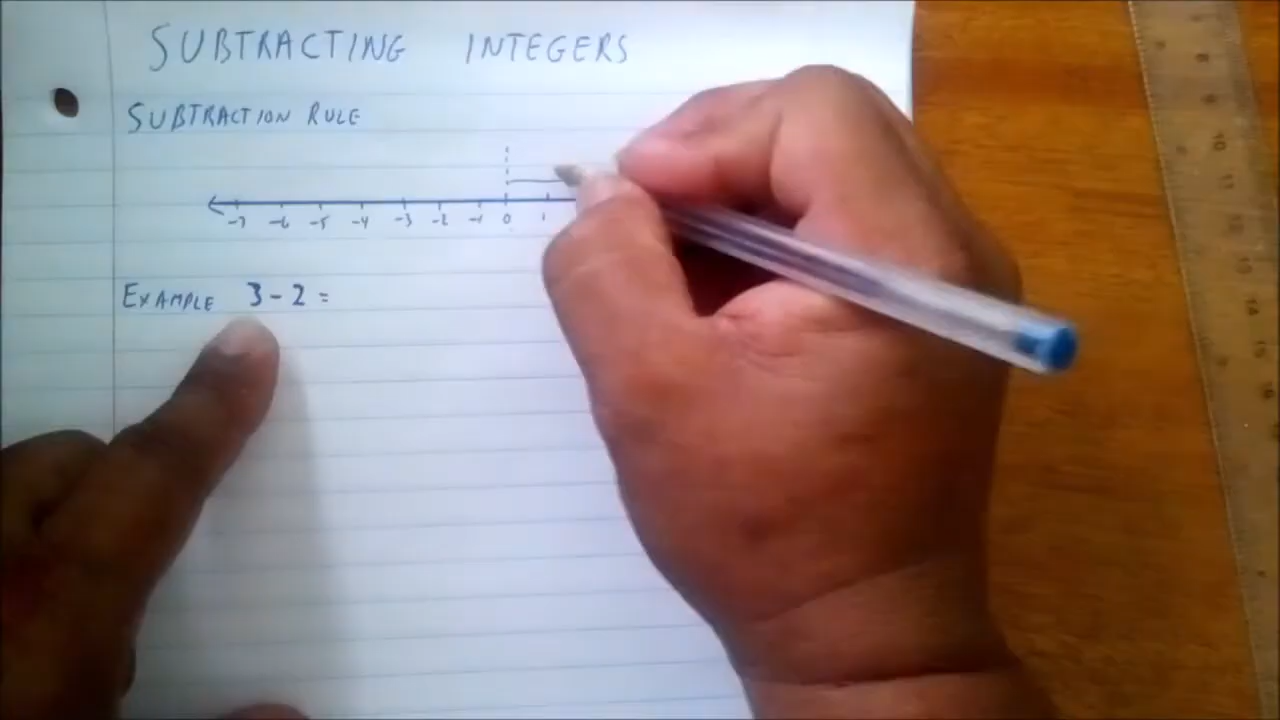 SUBTRACTING INTEGERS
SUBTRACTION RULE
-7 -6 -5 -4 -3 -2 -1 0 1
EXAMPLE 3-2 =